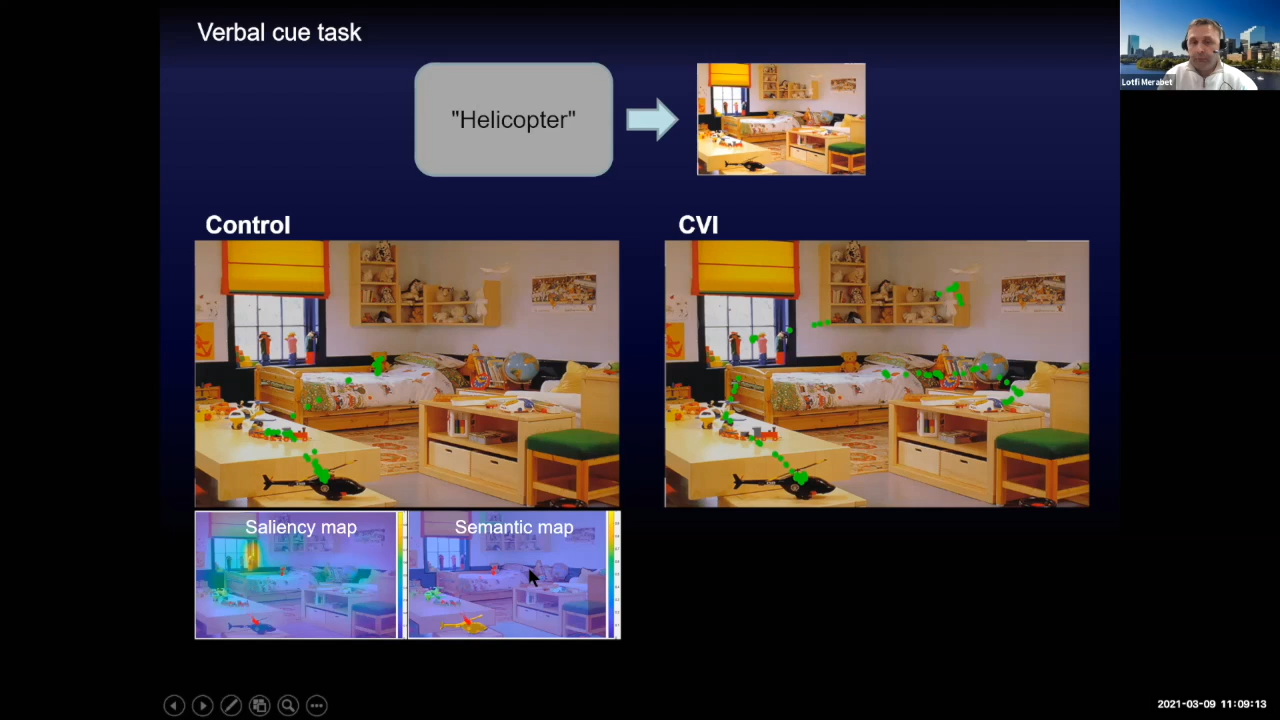 Verbal cue task
Lotfi Merabet
"Helicopter"
Control
CVI
Saliency map
Semantic map
2021-03-09 11:09:13